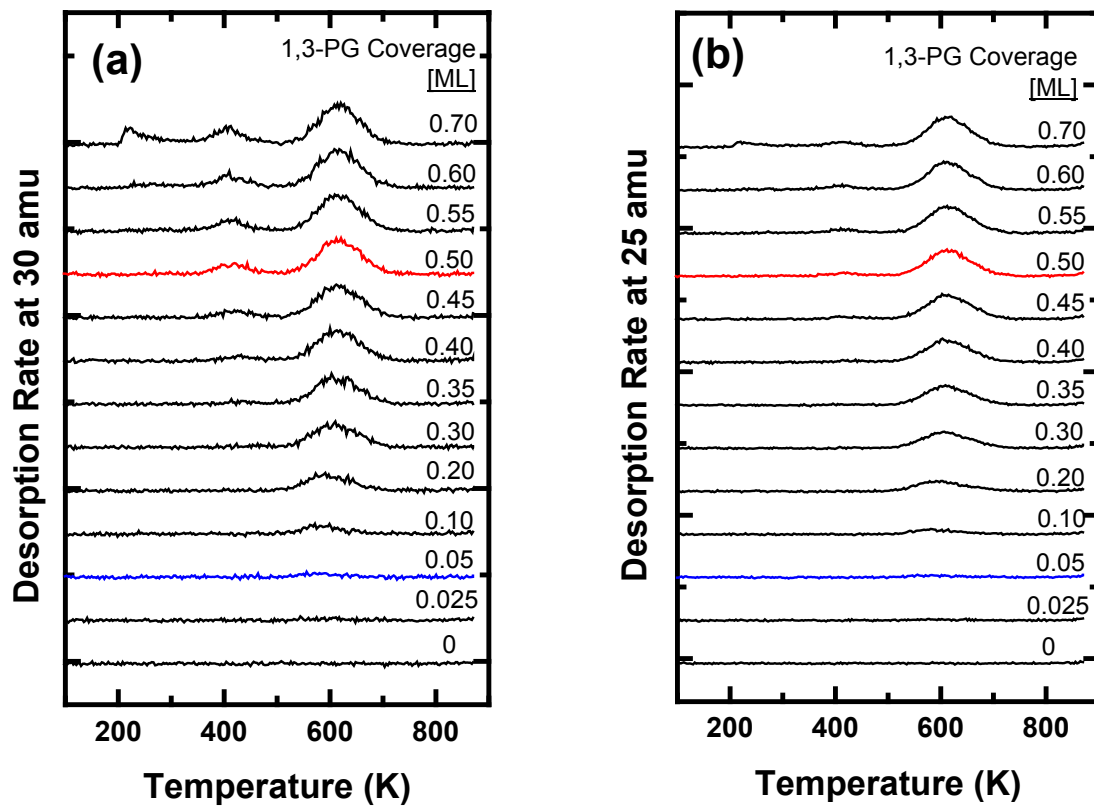 (a)
1,3-PG Coverage
[ML]
0.70
0.60
0.55
0.50
0.45
0.40
0.35
0.30
0.20
0.10
0.05
0.025
0
Desorption Rate at 30 amu
200 400 600 800
Temperature (K)
(b)
1,3-PG Coverage
[ML]
0.70
0.60
0.55
0.50
0.45
0.40
0.35
0.30
0.20
0.10
0.05
0.025
0
Desorption Rate at 25 amu
200 400 600 800
Temperature (K)